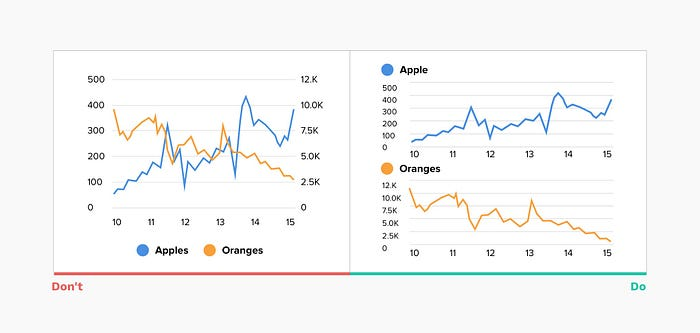 500 12.K
400 10.0K
300 7.5K
200 5.0K
100 2.5K
0 0
10 11 12 13 14 15
Apples Oranges
Apple
500
400
300
200
100
0
10 11 12 13 14 15
Oranges
12.K
10.0K
7.5K
5.0K
2.5K
0
10 11 12 13 14 15
Don't Do